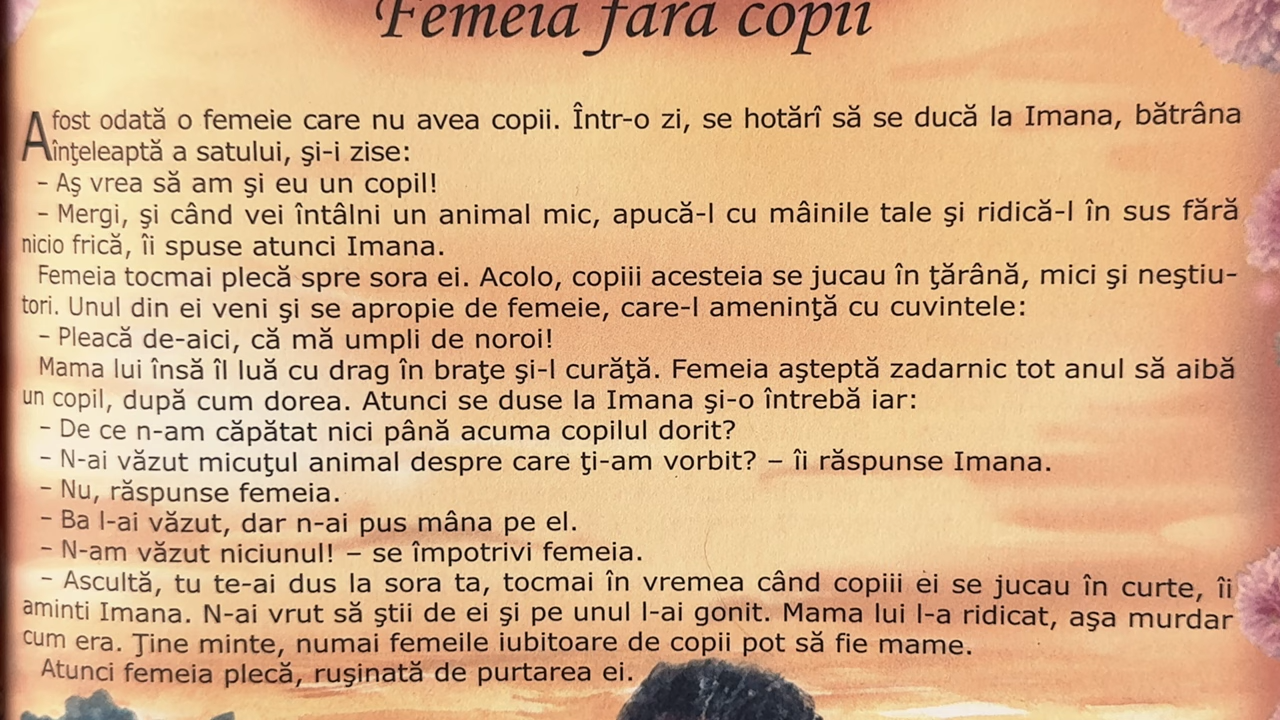 Femeia fără copii
A fost odată o femeie care nu avea copii. Într-o zi, se hotărî să se ducă la Imana, bătrâna
înţeleaptă a satului, şi-i zise:
– Aş vrea să am şi eu un copil!
– Mergi, şi când vei întâlni un animal mic, apucă-l cu mâinile tale şi ridică-l în sus fără
nicio frică, îi spuse atunci Imana.
Femeia tocmai plecă spre sora ei. Acolo, copiii acesteia se jucau în ţărână, mici şi neştiu-
tori. Unul din ei veni şi se apropie de femeie, care-l ameninţă cu cuvintele:
– Pleacă de-aici, că mă umpli de noroi!
Mama lui însă îl luă cu drag în braţe şi-l curăţă. Femeia aşteptă zadarnic tot anul să aibă
un copil, după cum dorea. Atunci se duse la Imana şi-o întrebă iar:
– De ce n-am căpătat nici până acuma copilul dorit?
– N-ai văzut micuţul animal despre care ţi-am vorbit? – îi răspunse Imana.
– Nu, răspunse femeia.
– Ba l-ai văzut, dar n-ai pus mâna pe el.
– N-am văzut niciunul! – se împotrivi femeia.
– Ascultă, tu te-ai dus la sora ta, tocmai în vremea când copiii ei se jucau în curte, îi
aminti Imana. N-ai vrut să ştii de ei şi pe unul l-ai gonit. Mama lui l-a ridicat, aşa murdar
cum era. Ţine minte, numai femeile iubitoare de copii pot să fie mame.
Atunci femeia plecă, ruşinată de purtarea ei.